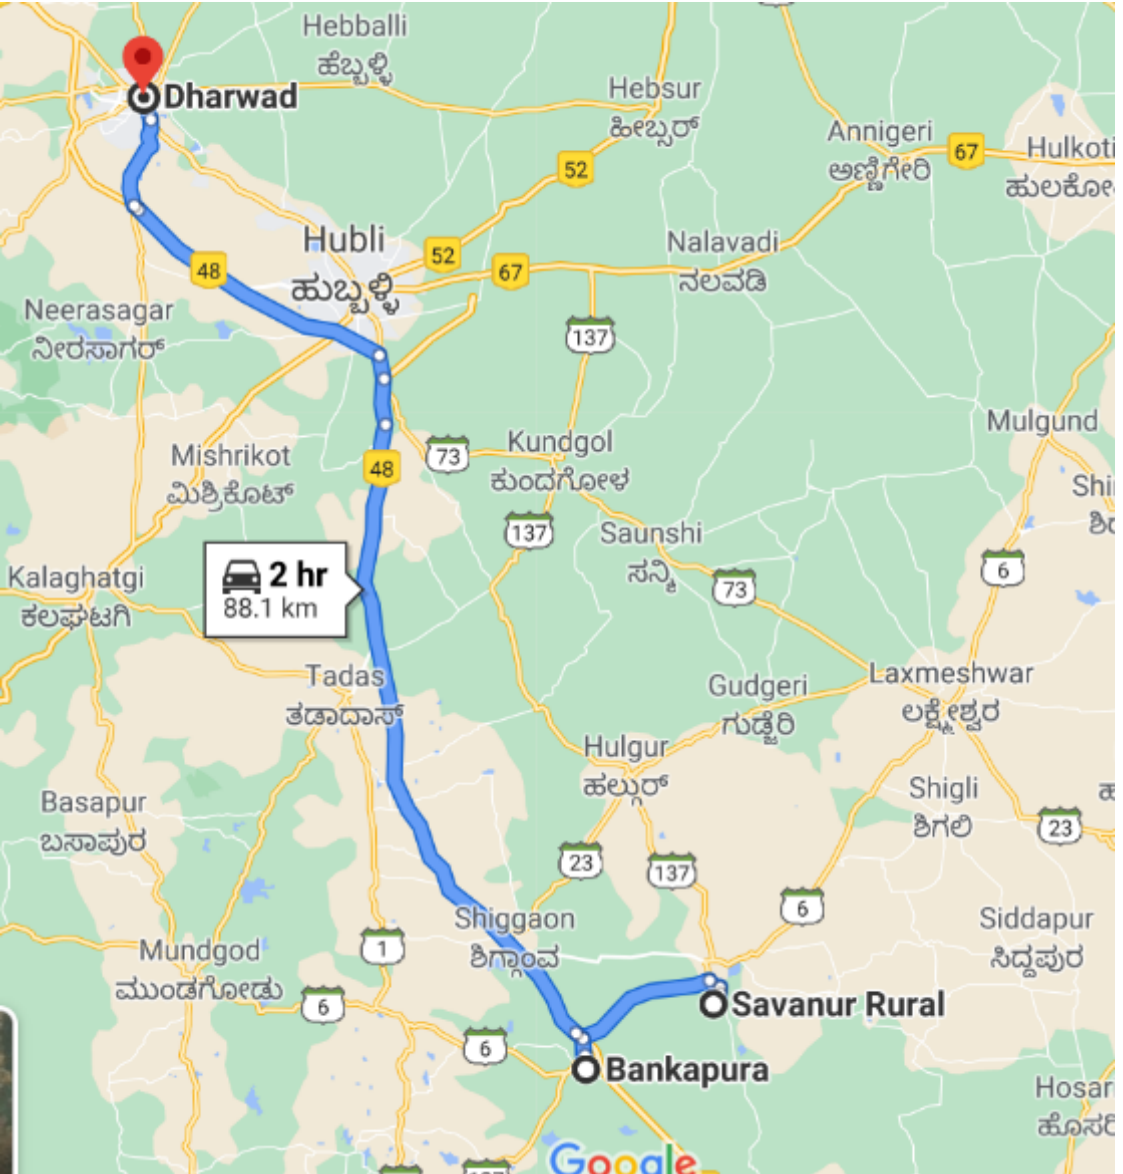 Hebballi
ಹೆಬ್ಬಳ್ಳಿ
Dharwad
Hebsur
ಹೀಬ್ಸರ್
Annigeri
ಅಣ್ಣಿಗೇರಿ
67
52
Hubli
ಹುಬ್ಬಳ್ಳಿ
52
67
Nalavadi
ನಲವಡಿ
48
Neerasagar
ನೀರಸಾಗರ್
137
Mulgund
Mishrikot
ಮಿಶ್ರಿಕೊಟ್
73
Kundgol
ಕುಂದಗೋಳ
48
137
Saunshi
ಸನ್ಶಿ
6
73
2 hr
88.1 km
Kalaghatgi
ಕಲಘಟಗಿ
Tadas
ತಡಾದಾಸ್
Laxmeshwar
ಲಕ್ಷ್ಮೇಶ್ವರ
Gudgeri
ಗುಡ್ಜೆರಿ
Hulgur
ಹಲ್ಗುರ್
Basapur
ಬಸಾಪುರ
Shigli
ಶಿಗಲಿ
23
23
137
6
Shiggaon
ಶಿಗ್ಗಾಂವ
Siddapur
ಸಿದ್ದಪುರ
1
Mundgod
ಮುಂಡಗೋಡು
6
Savanur Rural
6
Bankapura
Google